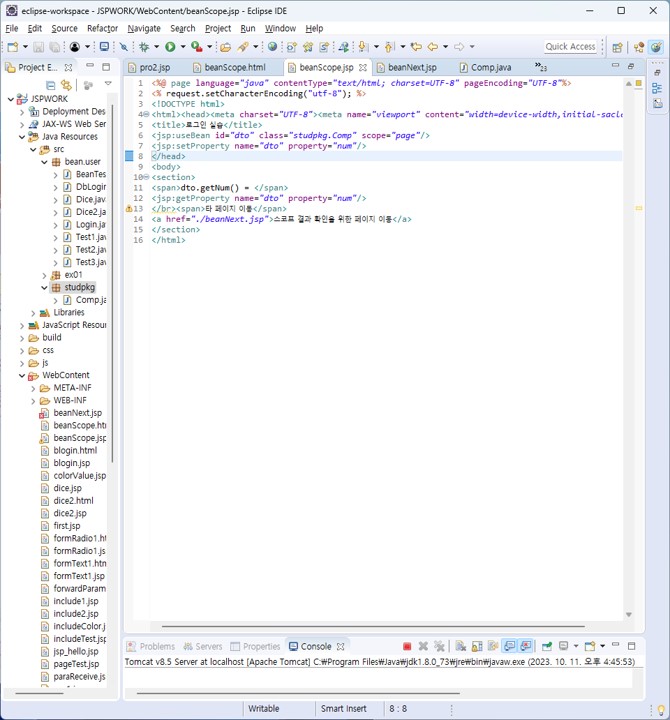 eclipse-workspace - JSPWORK/WebContent/beanScope.jsp - Eclipse IDE
File Edit Source Refactor Navigate Search Project Run Window Help
Quick Access
Project E...
JSPWORK
Deployment Des
JAX-WS Web Ser
Java Resources
src
bean.user
BeanTes
DbLogin
Dice.jav
Dice2.ja
Login.ja
Test1.jav
Test2.jav
Test3.jav
ex01
studpkg
Comp.ja
Libraries
JavaScript Resour
build
css
js
WebContent
META-INF
WEB-INF
beanNext.jsp
beanScope.ht
beanScope.jsp
blogin.html
blogin.jsp
colorValue.jsp
dice.jsp
dice2.html
dice2.jsp
first.jsp
formRadio1.ht
formRadio1.js
formText1.htm
formText1.jsp
forwardParam
include1.jsp
include2.jsp
includeColor.j
includeTest.js
jsp_hello.jsp
pageTest.jsp
paraReceive.js
pro2.jsp beanScope.html beanScope.jsp beanNext.jsp Comp.java »23
1 <%@ page language="java" contentType="text/html; charset=UTF-8" pageEncoding="UTF-8"%>
2 <% request.setCharacterEncoding("utf-8"); %>
3 <!DOCTYPE html>
4 <html><head><meta charset="UTF-8"><meta name="viewport" content="width=device-width,initial-sacl
5 <title>로그인 실습</title>
6 <jsp:useBean id="dto" class="studpkg.Comp" scope="page"/>
7 <jsp:setProperty name="dto" property="num"/>
8 </head>
9 <body>
10 <section>
11 <span>dto.getNum() = </span>
12 <jsp:getProperty name="dto" property="num"/>
13 </br><span>타 페이지 이동</span>
14 <a href="./beanNext.jsp">스코프 결과 확인을 위한 페이지 이동</a>
15 </section>
16 </html>
Problems Servers Properties Console
Tomcat v8.5 Server at localhost [Apache Tomcat] C:₩Program Files₩Java₩jdk1.8.0_73₩jre₩bin₩javaw.exe (2023. 10. 11. 오후 4:45:53)
Writable Smart Insert 8 : 8